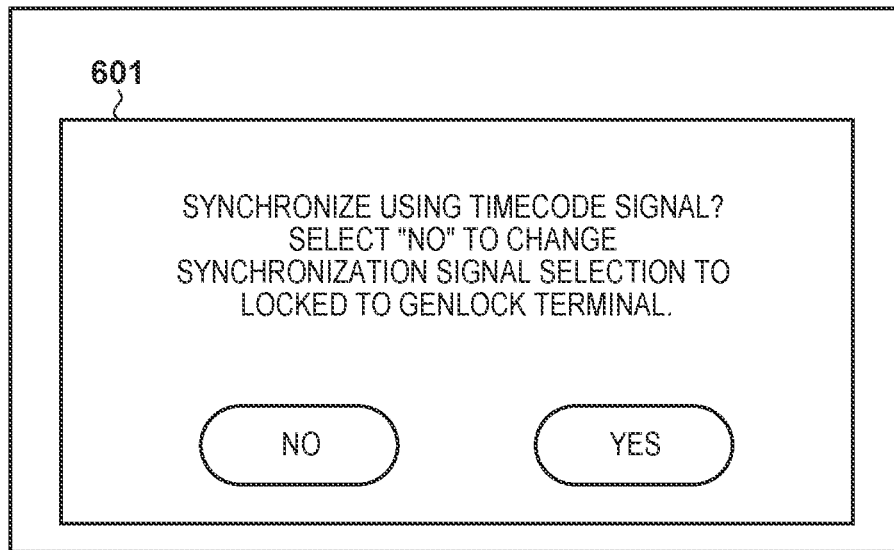 601
SYNCHRONIZE USING TIMECODE SIGNAL?
SELECT "NO" TO CHANGE
SYNCHRONIZATION SIGNAL SELECTION TO
LOCKED TO GENLOCK TERMINAL.
NO YES